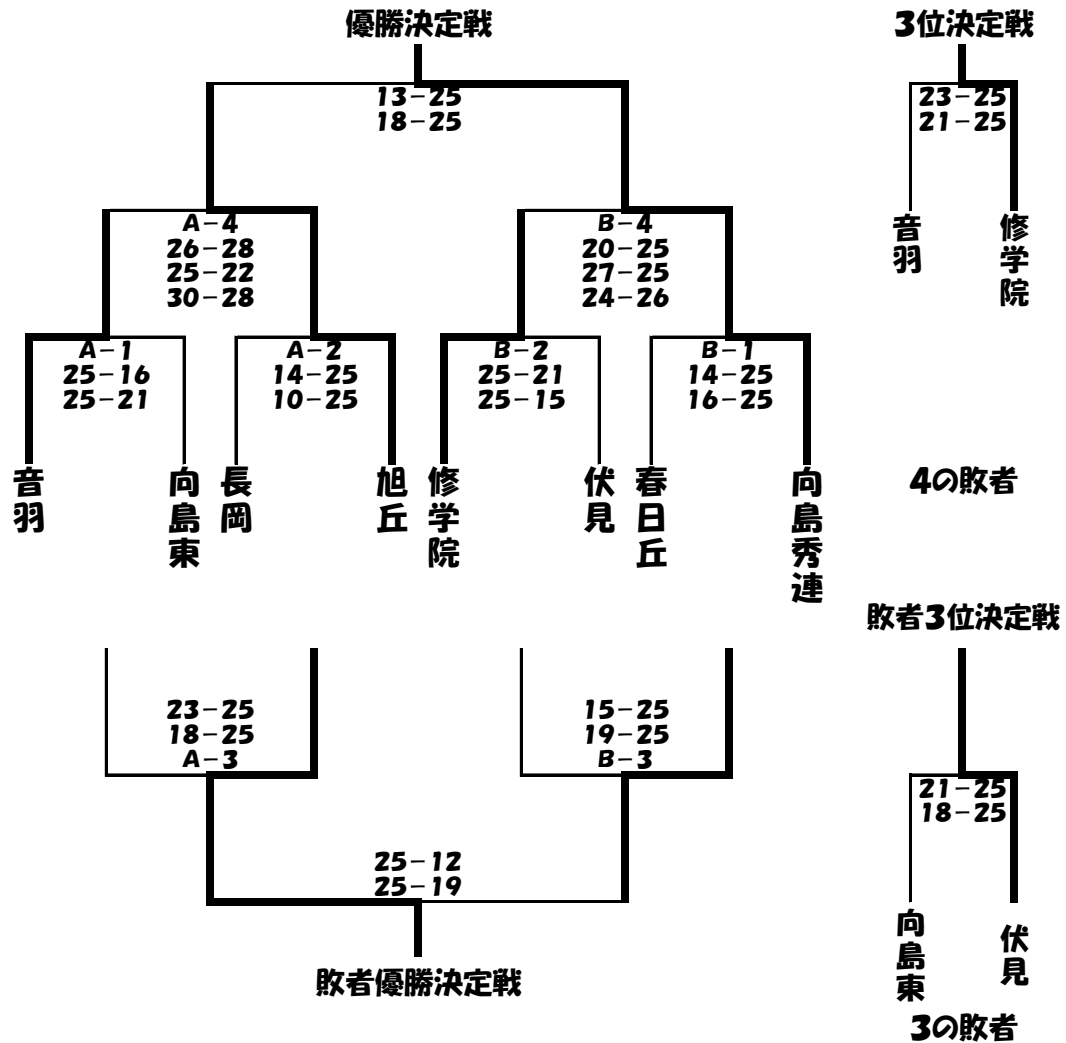 優勝決定戦
3位決定戦
13-25
18-25
23-25
21-25
A-4
26-28
25-22
30-28
B-4
20-25
27-25
24-26
音羽
修学院
A-1
25-16
25-21
A-2
14-25
10-25
B-2
25-21
25-15
B-1
14-25
16-25
音羽
向島東
長岡
旭丘
修学院
伏見
春日丘
向島秀連
4の敗者
敗者3位決定戦
23-25
18-25
A-3
15-25
19-25
B-3
21-25
18-25
25-12
25-19
向島東
伏見
敗者優勝決定戦
3の敗者